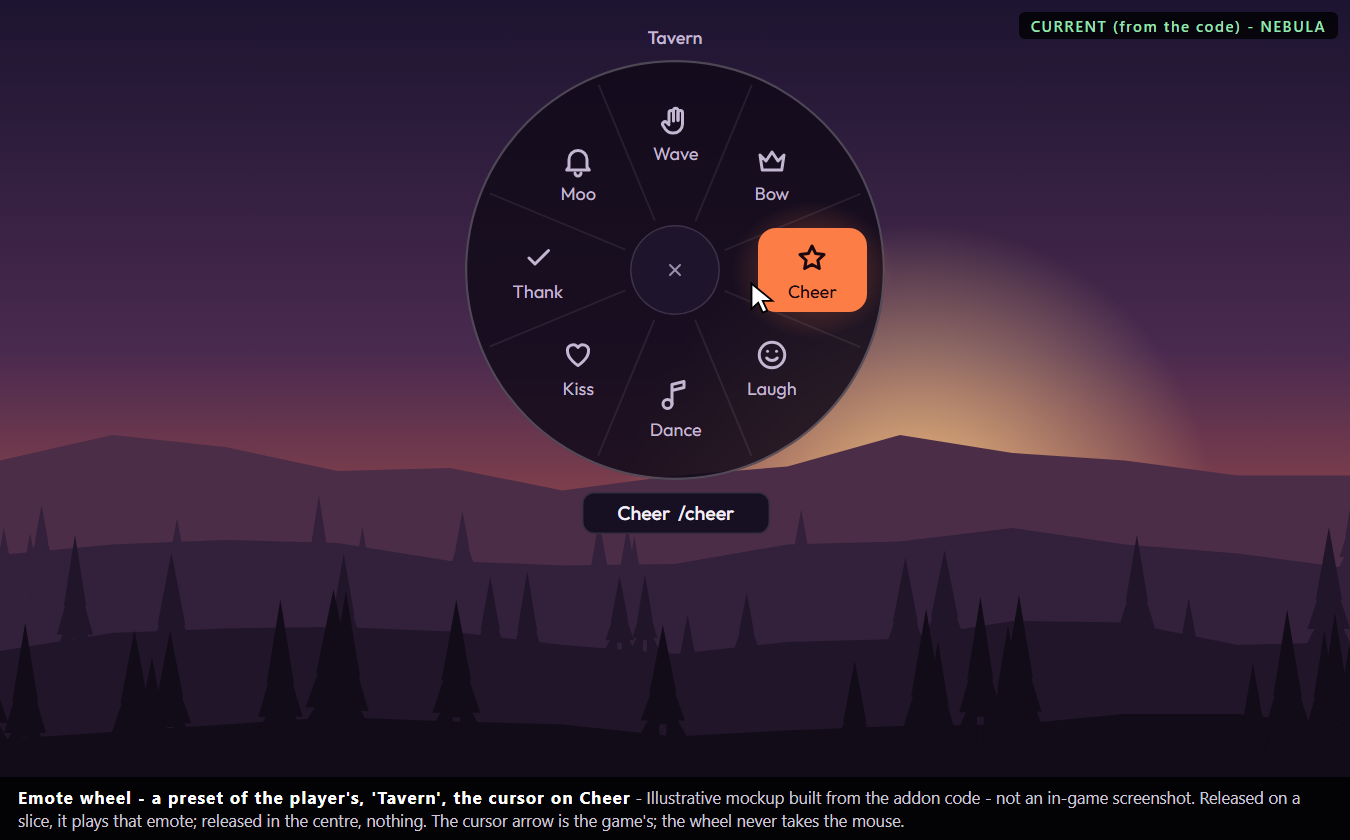 Tavern
CURRENT (from the code) - NEBULA
Wave
Moo
Bow
Thank
Cheer
Kiss
Laugh
Dance
Cheer /cheer
Emote wheel - a preset of the player's, 'Tavern', the cursor on Cheer - Illustrative mockup built from the addon code - not an in-game screenshot. Released on a
slice, it plays that emote; released in the centre, nothing. The cursor arrow is the game's; the wheel never takes the mouse.